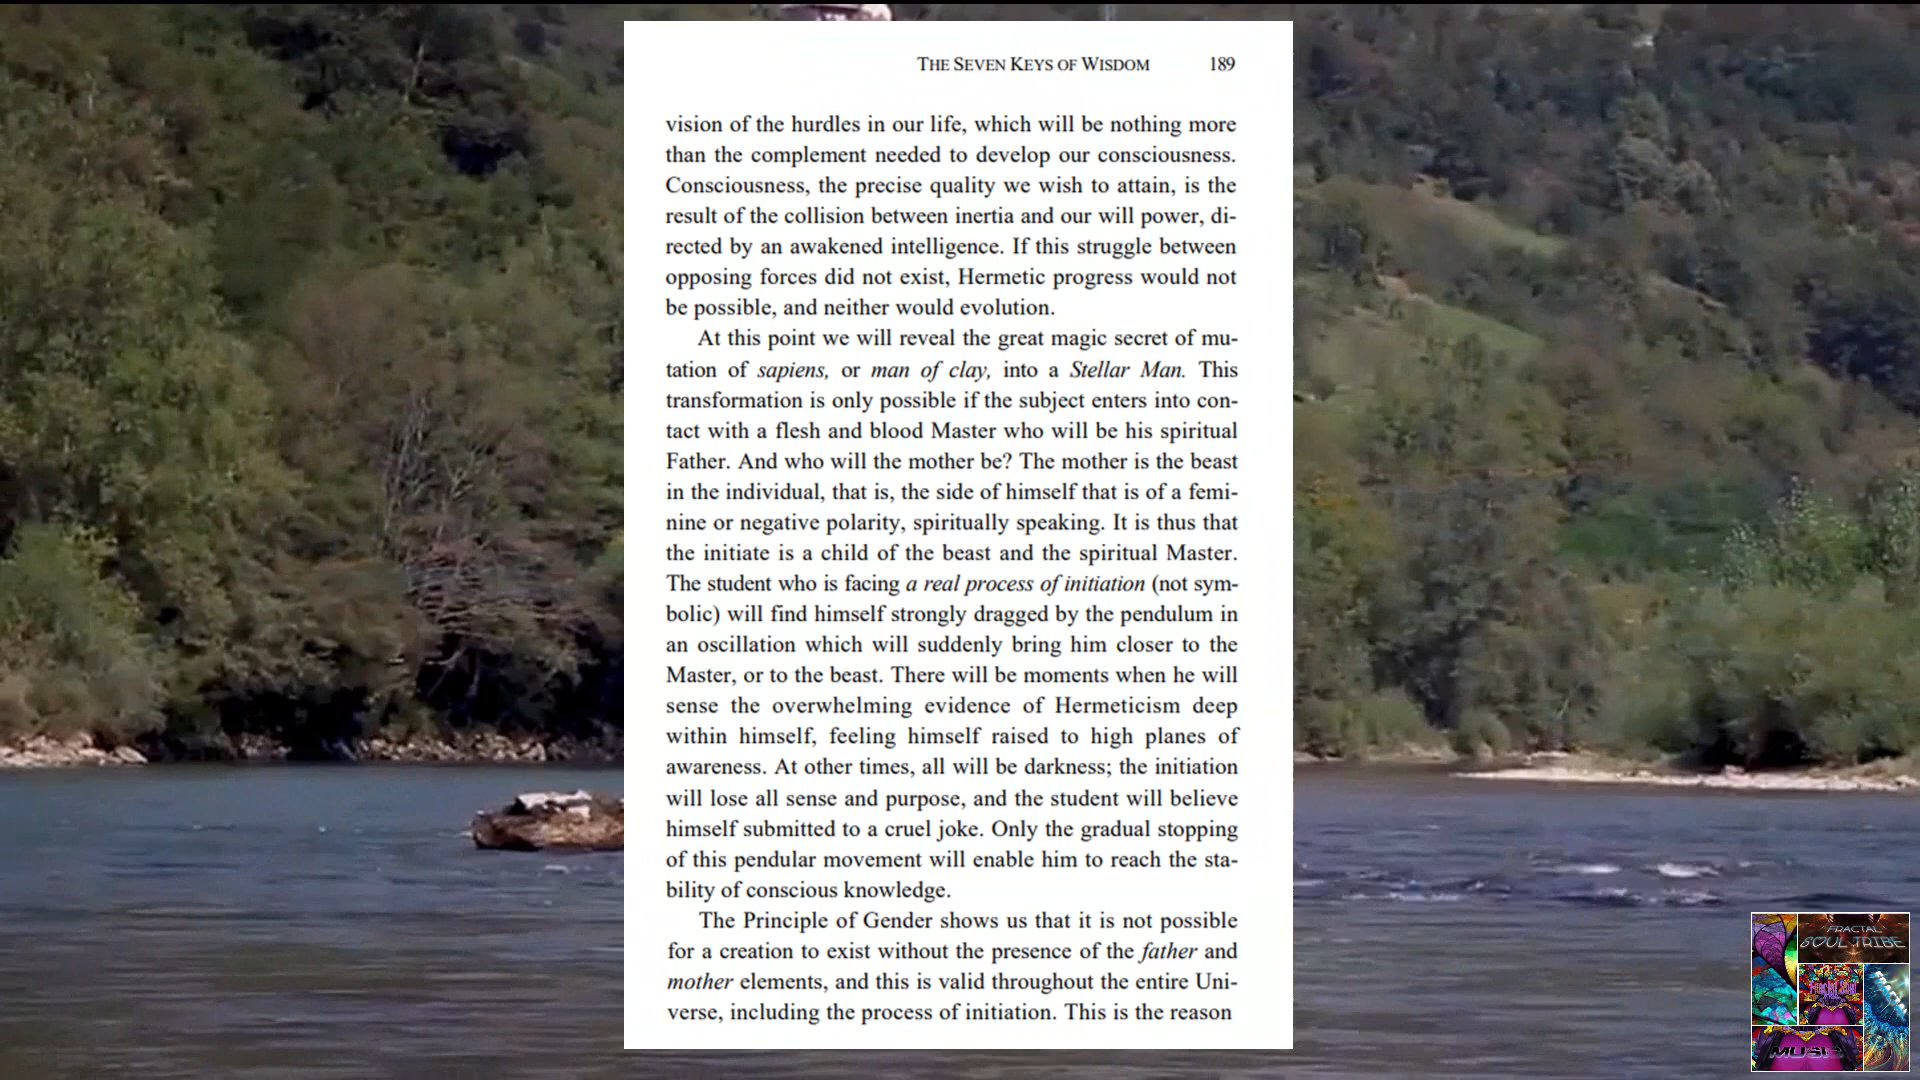 THE SEVEN KEYS OF WISDOM 189
vision of the hurdles in our life, which will be nothing more
than the complement needed to develop our consciousness.
Consciousness, the precise quality we wish to attain, is the
result of the collision between inertia and our will power, di-
rected by an awakened intelligence. If this struggle between
opposing forces did not exist, Hermetic progress would not
be possible, and neither would evolution.
At this point we will reveal the great magic secret of mu-
tation of sapiens, or man of clay, into a Stellar Man. This
transformation is only possible if the subject enters into con-
tact with a flesh and blood Master who will be his spiritual
Father. And who will the mother be? The mother is the beast
in the individual, that is, the side of himself that is of a femi-
nine or negative polarity, spiritually speaking. It is thus that
the initiate is a child of the beast and the spiritual Master.
The student who is facing a real process of initiation (not sym-
bolic) will find himself strongly dragged by the pendulum in
an oscillation which will suddenly bring him closer to the
Master, or to the beast. There will be moments when he will
sense the overwhelming evidence of Hermeticism deep
within himself, feeling himself raised to high planes of
awareness. At other times, all will be darkness; the initiation
will lose all sense and purpose, and the student will believe
himself submitted to a cruel joke. Only the gradual stopping
of this pendular movement will enable him to reach the sta-
bility of conscious knowledge.
The Principle of Gender shows us that it is not possible
for a creation to exist without the presence of the father and
mother elements, and this is valid throughout the entire Uni-
verse, including the process of initiation. This is the reason
FRACTAL
SOUL TRIBE
Fractal Soul
MUSIC